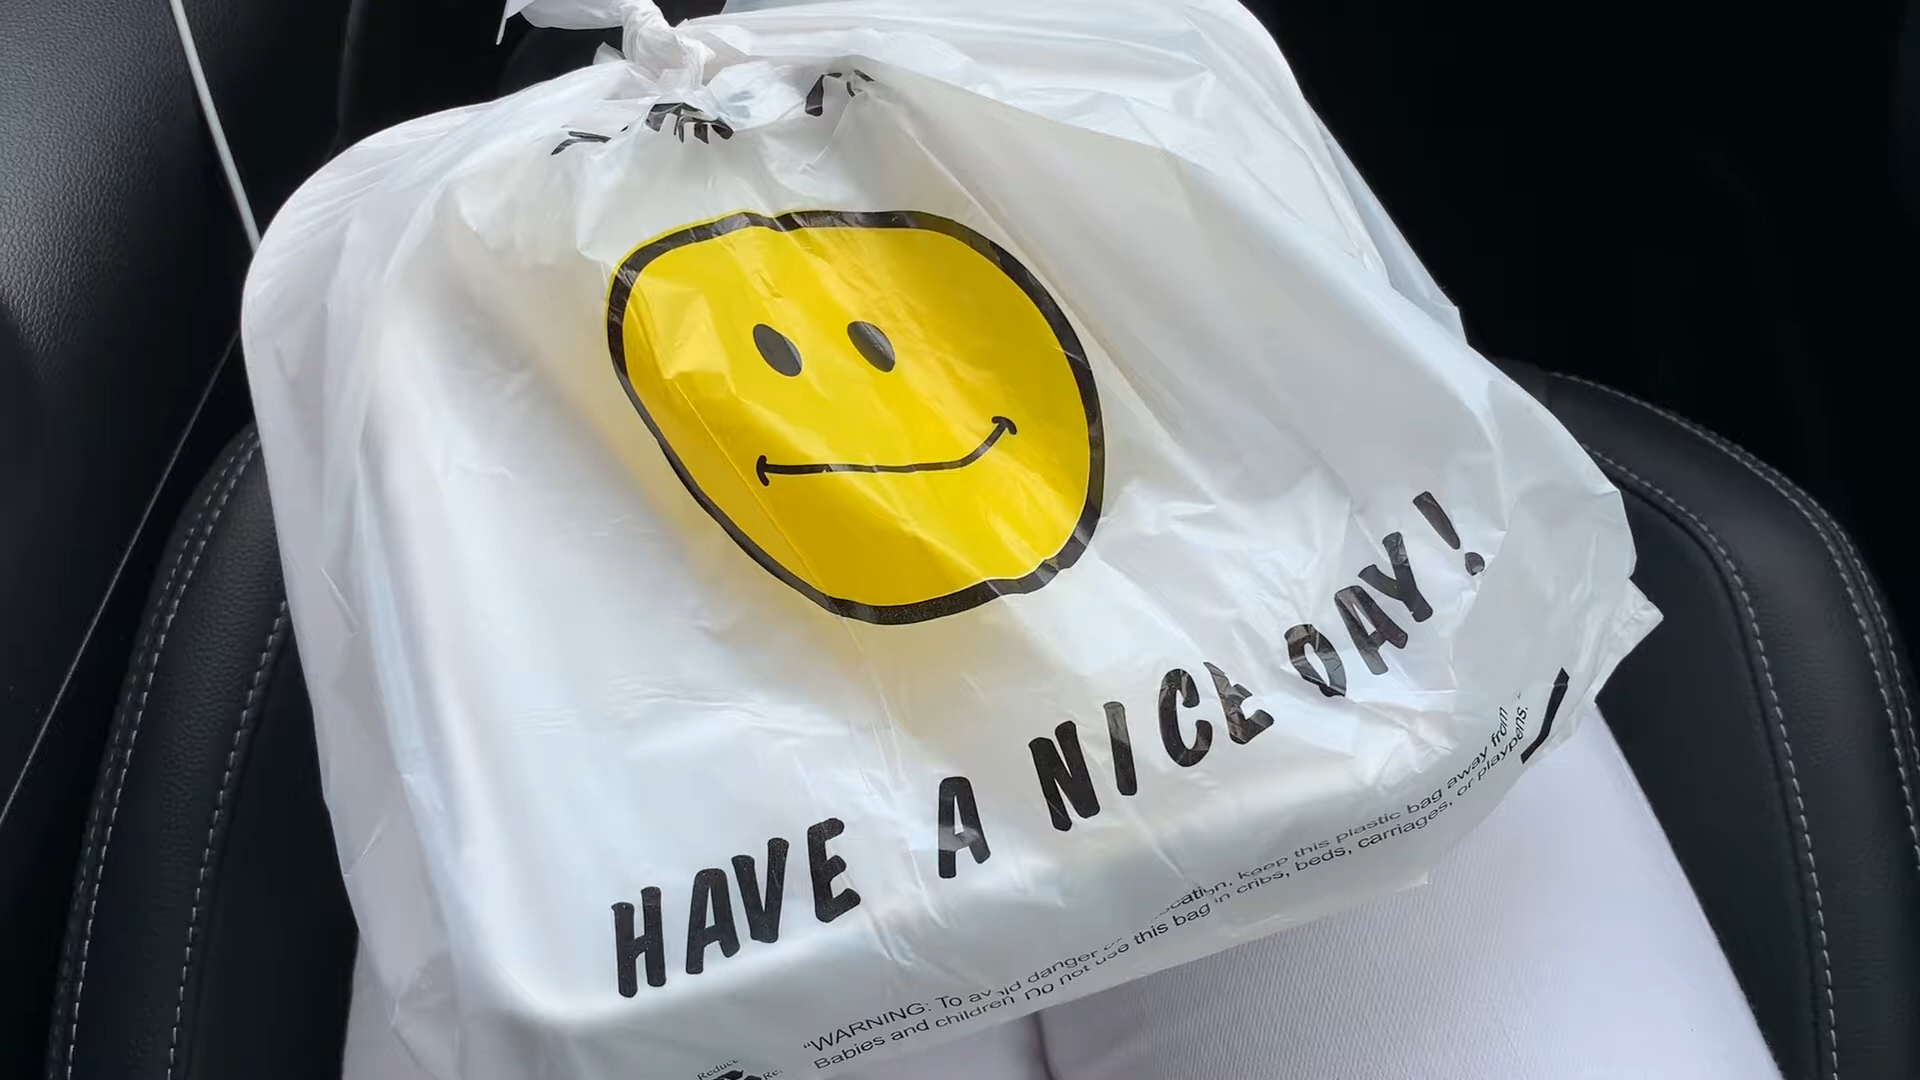 HAVE A NICE DAY!
"WARNING: To avoid danger of keep this plastic bag away from
Babies and children Do not use this bag in cribs, beds, carriages, or playpens.
Reduce